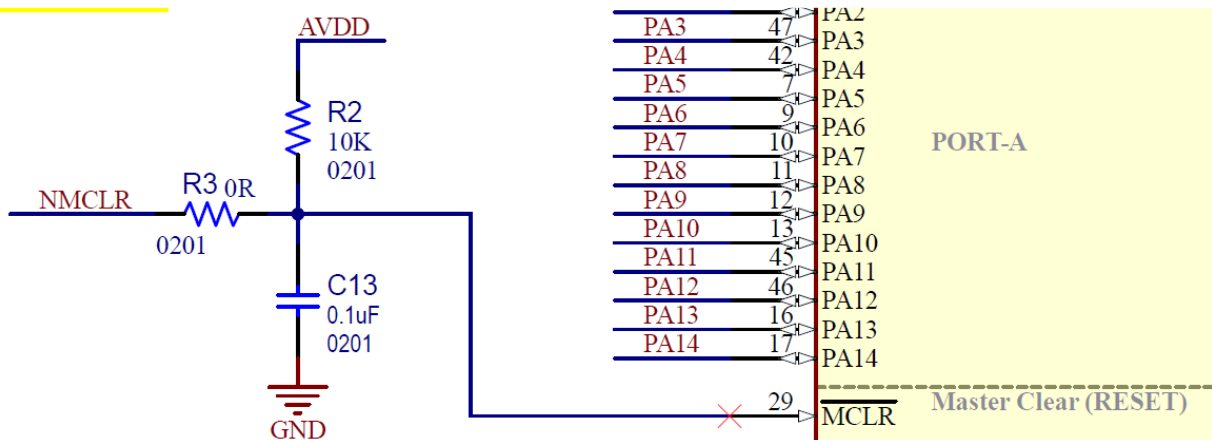 AVDD
R2
10K
0201
R3 0R
NMCLR
0201
C13
0.1uF
0201
GND
PA2
PA3 47 PA3
PA4 42 PA4
PA5 7 PA5
PA6 9 PA6
PA7 10 PA7
PA8 11 PA8
PA9 12 PA9
PA10 13 PA10
PA11 45 PA11
PA12 46 PA12
PA13 16 PA13
PA14 17 PA14
PORT-A
29 MCLR
Master Clear (RESET)